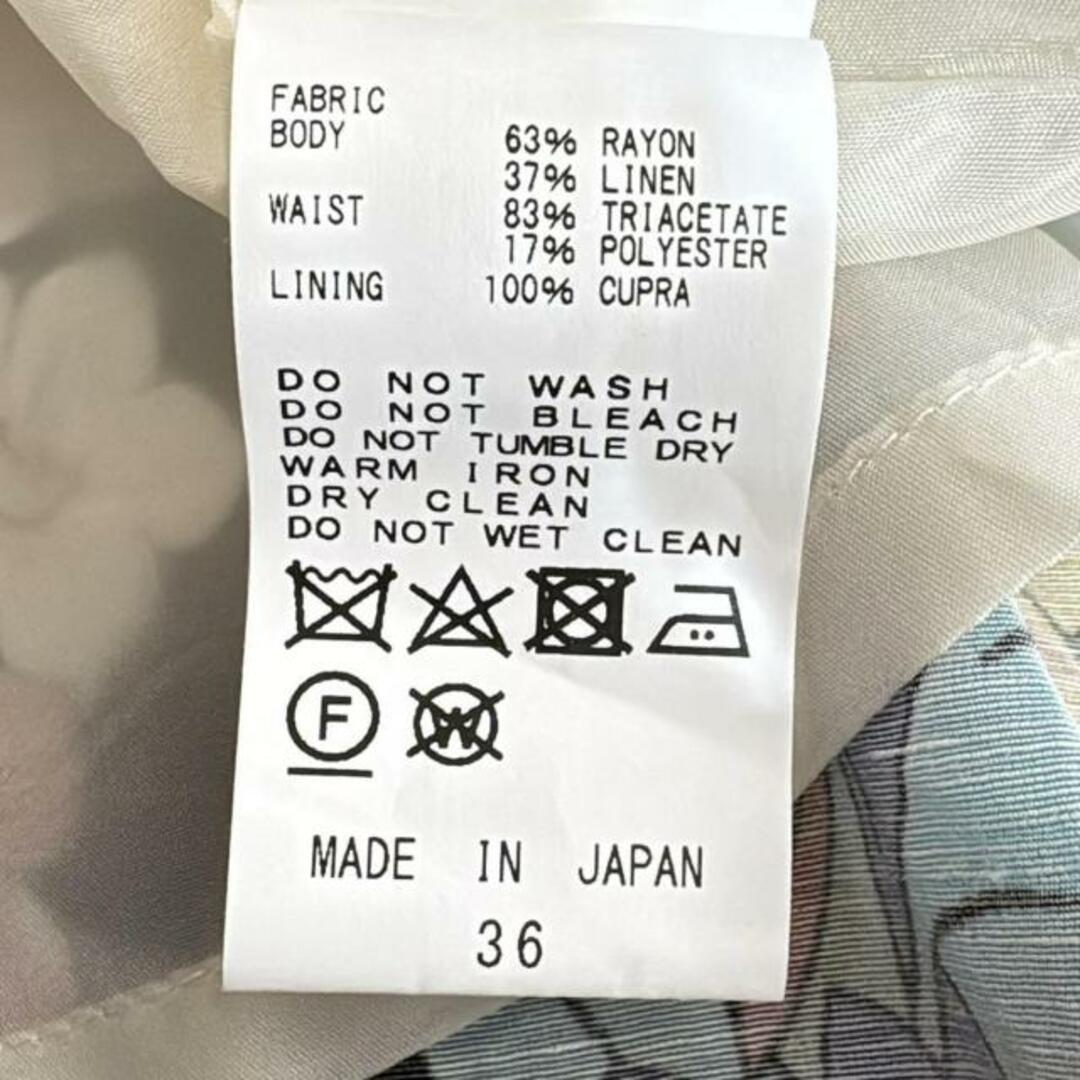 FABRIC
BODY 63% RAYON
37% LINEN
WAIST 83% TRIACETATE
17% POLYESTER
LINING 100% CUPRA
DO NOT WASH
DO NOT BLEACH
DO NOT TUMBLE DRY
WARM IRON
DRY CLEAN
DO NOT WET CLEAN
F W
MADE IN JAPAN
36